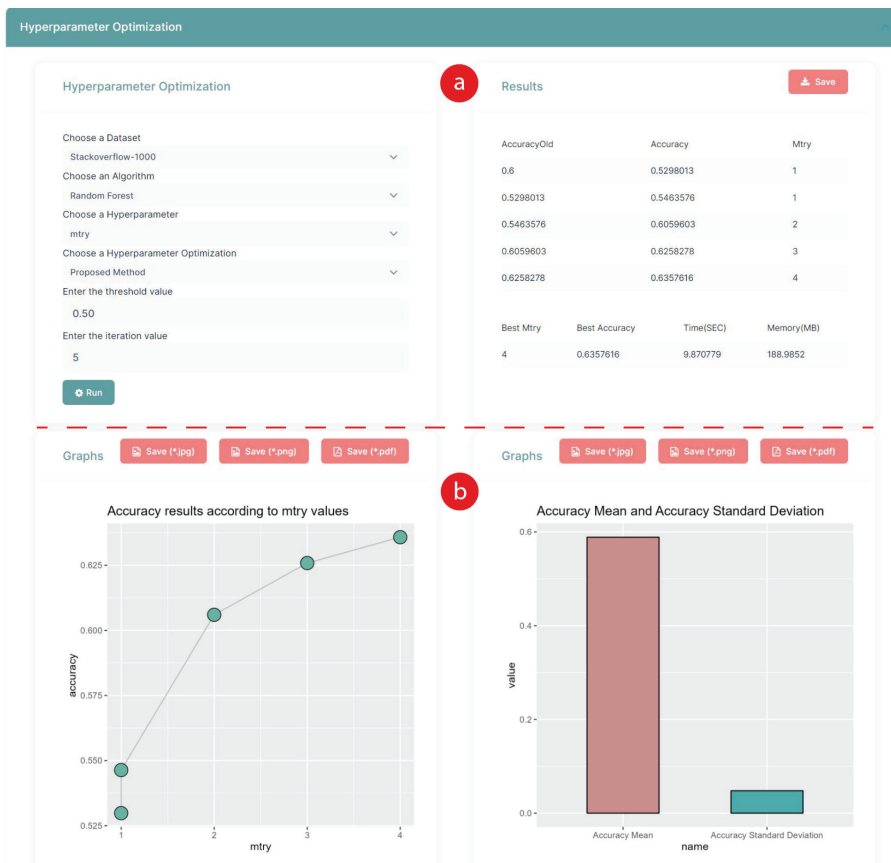 Hyperparameter Optimization
a
Hyperparameter Optimization
Choose a Dataset
Stackoverflow-1000
Choose an Algorithm
Random Forest
Choose a Hyperparameter
mtry
Choose a Hyperparameter Optimization
Proposed Method
Enter the threshold value
0.50
Enter the iteration value
5
Run
Results
Save
AccuracyOld Accuracy Mtry
0.6 0.5298013 1
0.5298013 0.5463576 1
0.5463576 0.6059603 2
0.6059603 0.6258278 3
0.6258278 0.6357616 4
Best Mtry Best Accuracy Time(SEC) Memory(MB)
4 0.6357616 9.870779 188.9852
b
Graphs Save (*.jpg) Save (*.png) Save (*.pdf)
Accuracy results according to mtry values
accuracy
0.625
0.600
0.575
0.550
0.525
1 2 3 4
mtry
Graphs Save (*.jpg) Save (*.png) Save (*.pdf)
Accuracy Mean and Accuracy Standard Deviation
value
0.6
0.4
0.2
0.0
Accuracy Mean Accuracy Standard Deviation
name